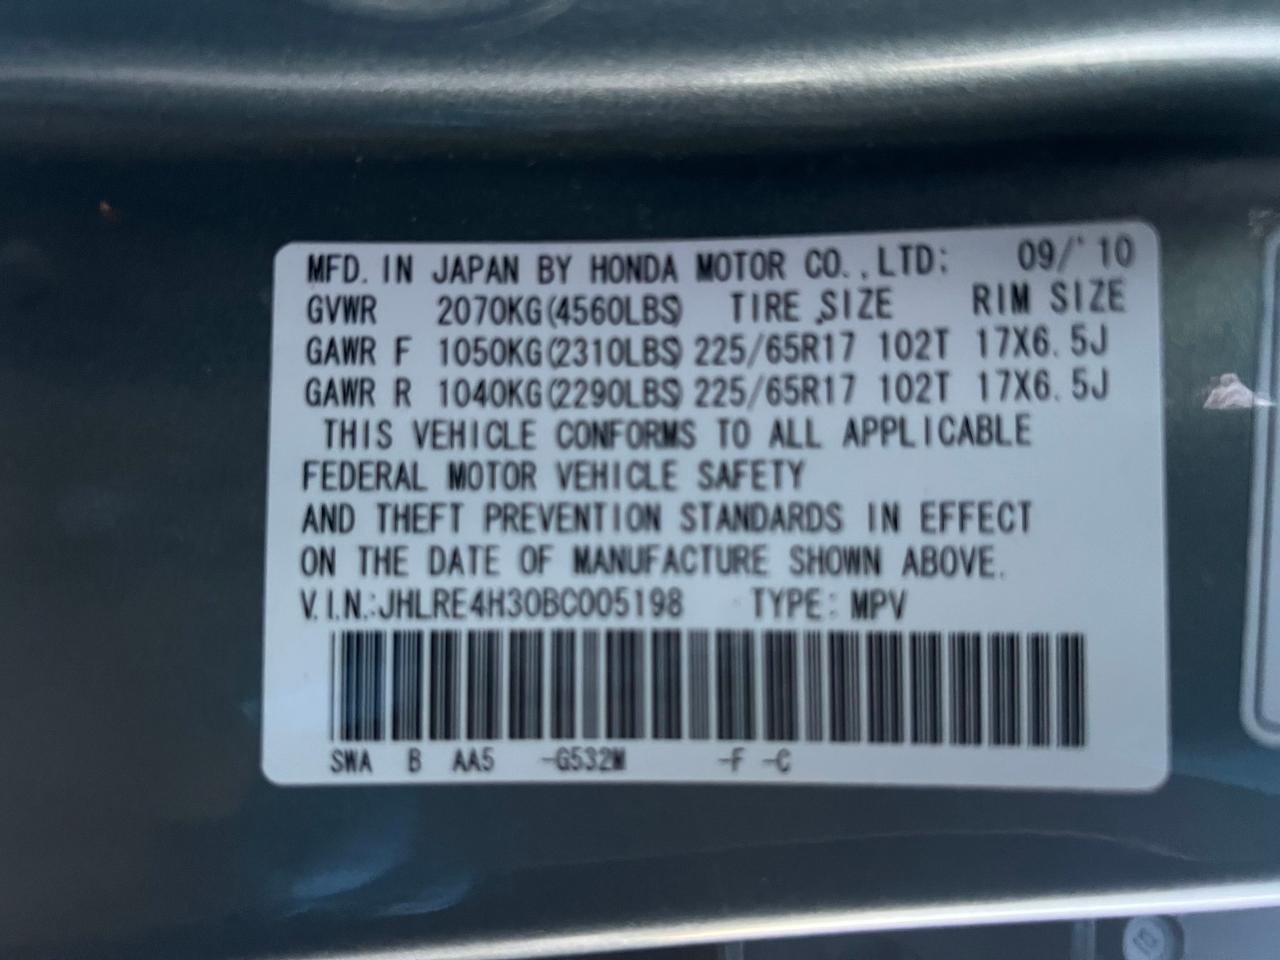 MFD. IN JAPAN BY HONDA MOTOR CO.,LTD: 09/'10
GVWR 2070KG(4560LBS) TIRE SIZE RIM SIZE
GAWR F 1050KG(2310LBS) 225/65R17 102T 17X6.5J
GAWR R 1040KG(2290LBS) 225/65R17 102T 17X6.5J
THIS VEHICLE CONFORMS TO ALL APPLICABLE
FEDERAL MOTOR VEHICLE SAFETY
AND THEFT PREVENTION STANDARDS IN EFFECT
ON THE DATE OF MANUFACTURE SHOWN ABOVE.
V.I.N.:JHLRE4H30BC005198 TYPE: MPV
SWA B AA5 -G532M -F -C